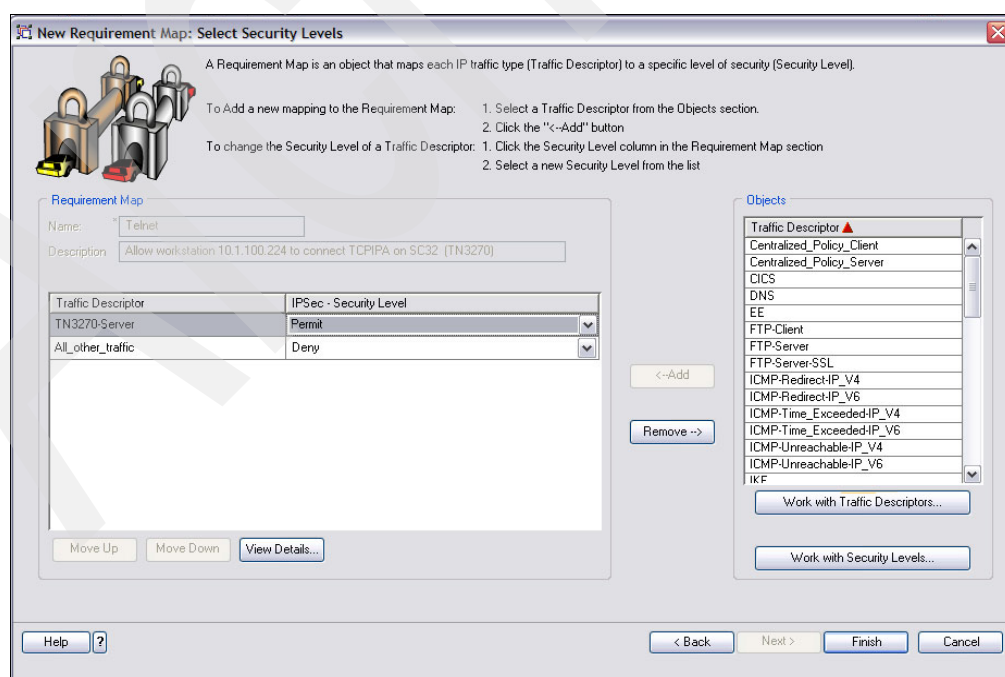 New Requirement Map: Select Security Levels
A Requirement Map is an object that maps each IP traffic type (Traffic Descriptor) to a specific level of security (Security Level).
To Add a new mapping to the Requirement Map: 1. Select a Traffic Descriptor from the Objects section.
2. Click the "<--Add" button
To change the Security Level of a Traffic Descriptor: 1. Click the Security Level column in the Requirement Map section
2. Select a new Security Level from the list
Requirement Map
Name: * Telnet
Description Allow workstation 10.1.100.224 to connect TCPIPA on SC32 (TN3270)
Traffic Descriptor IPSec - Security Level
TN3270-Server Permit
All_other_traffic Deny
Move Up Move Down View Details...
<--Add
Remove -->
Objects
Traffic Descriptor
Centralized_Policy_Client
Centralized_Policy_Server
CICS
DNS
EE
FTP-Client
FTP-Server
FTP-Server-SSL
ICMP-Redirect-IP_V4
ICMP-Redirect-IP_V6
ICMP-Time_Exceeded-IP_V4
ICMP-Time_Exceeded-IP_V6
ICMP-Unreachable-IP_V4
ICMP-Unreachable-IP_V6
IKE
Work with Traffic Descriptors...
Work with Security Levels...
Help ? < Back Next > Finish Cancel